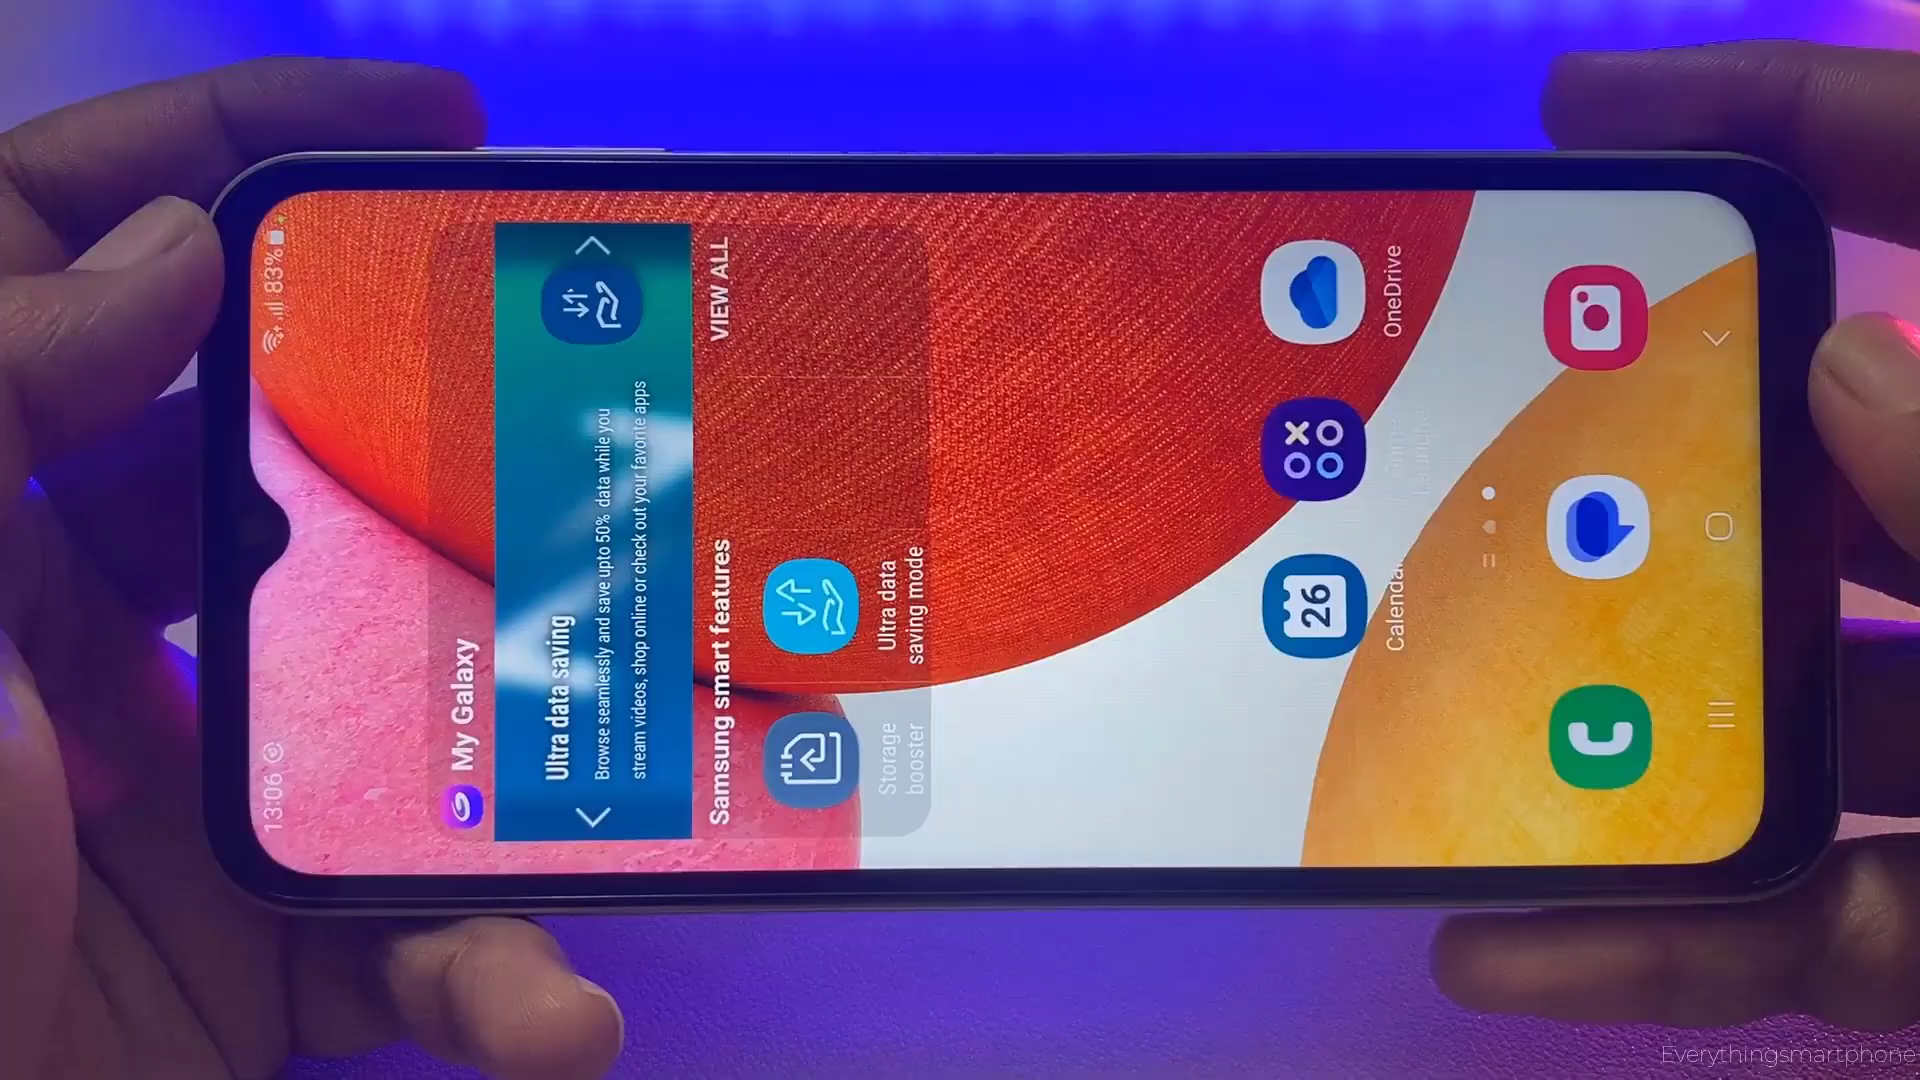 13:06
83%
My Galaxy
Ultra data saving
Browse seamlessly and save upto 50% data while you
stream videos, shop online or check out your favorite apps
Samsung smart features
VIEW ALL
Storage
booster
Ultra data
saving mode
26
Calendar
Game
Launcher
OneDrive
Everythingsmartphone